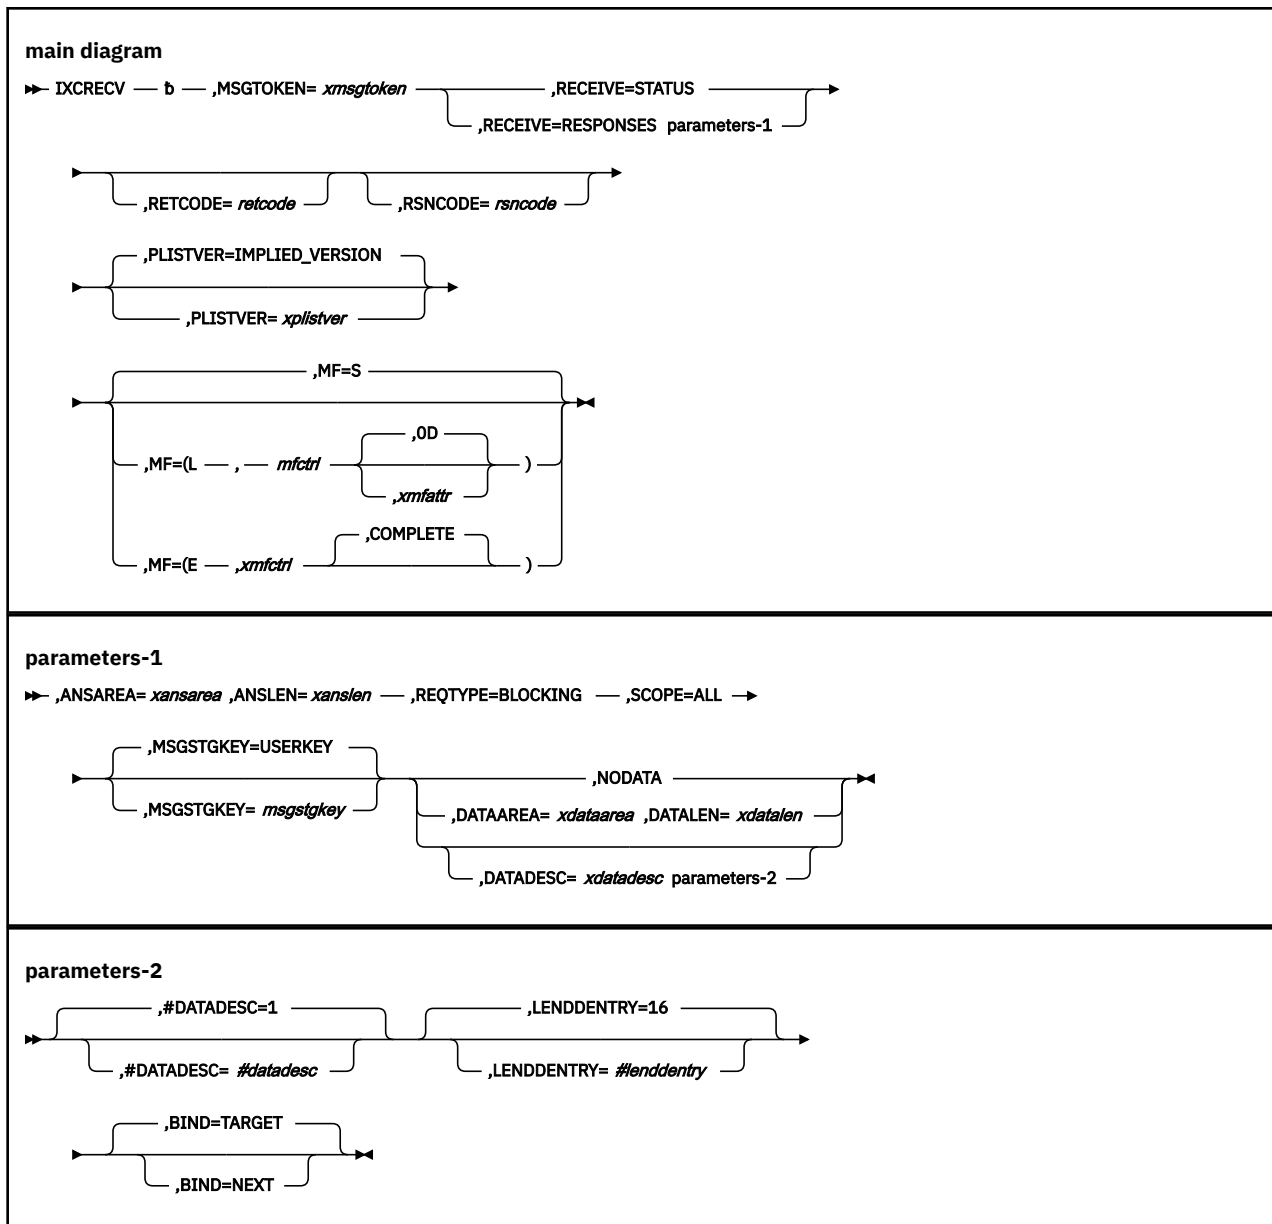 main diagram
IXCRECV ƀ ,MSGTOKEN= xmsgtoken ,RECEIVE=STATUS
,RECEIVE=RESPONSES parameters-1
,RETCODE= retcode ,RSNCODE= rsncode
,PLISTVER=IMPLIED_VERSION
,PLISTVER= xplistver
,MF=S
,0D
,MF=(L , mfctrl )
,xmfattr
,COMPLETE
,MF=(E ,xmfctrl )
parameters-1
,ANSAREA= xansarea ,ANSLEN= xanslen ,REQTYPE=BLOCKING ,SCOPE=ALL
,MSGSTGKEY=USERKEY
,NODATA
,MSGSTGKEY= msgstgkey
,DATAAREA= xdataarea ,DATALEN= xdatalen
,DATADESC= xdatadesc parameters-2
parameters-2
,#DATADESC=1 ,LENDDENTRY=16
,#DATADESC= #datadesc ,LENDDENTRY= #lenddentry
,BIND=TARGET
,BIND=NEXT